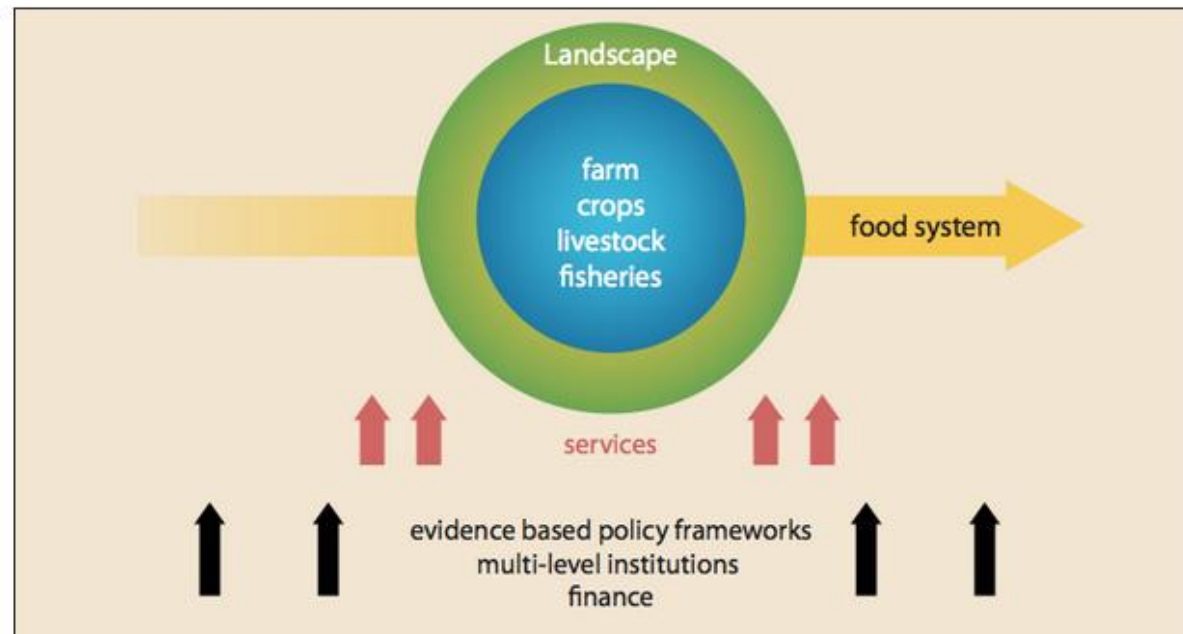 Landscape
farm
crops
livestock
fisheries
food system
services
evidence based policy frameworks
multi-level institutions
finance